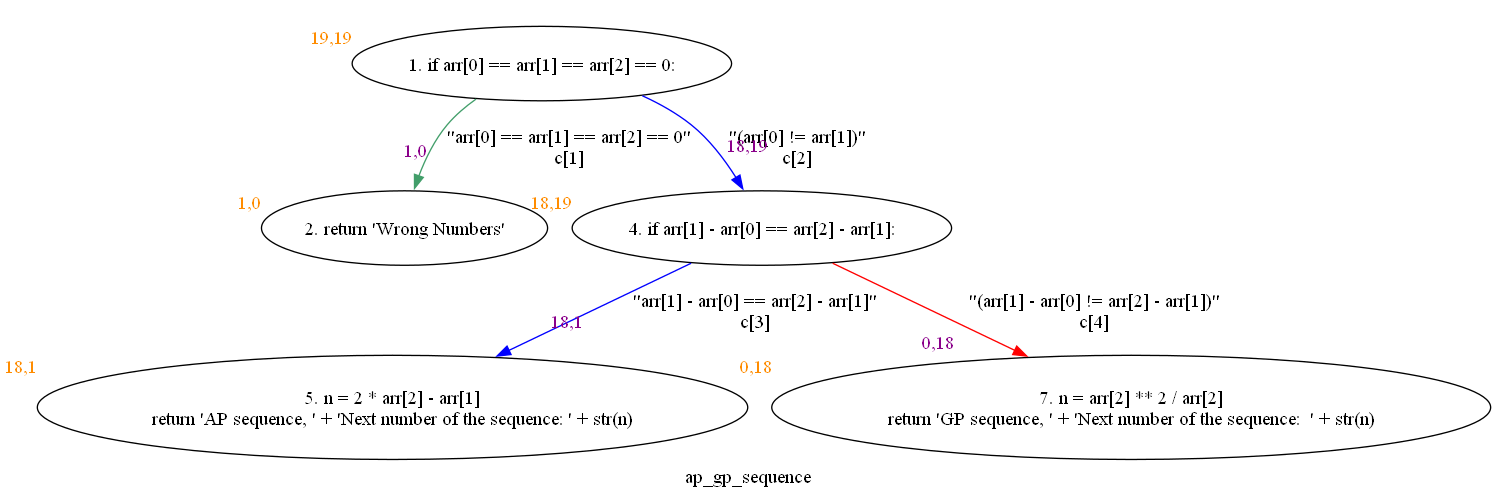 19,19
1. if arr[0] == arr[1] == arr[2] == 0:
"arr[0] == arr[1] == arr[2] == 0"
c[1]
1,0
"(arr[0] != arr[1])"
c[2]
18,19
1,0
2. return 'Wrong Numbers'
18,19
4. if arr[1] - arr[0] == arr[2] - arr[1]:
"arr[1] - arr[0] == arr[2] - arr[1]"
c[3]
18,1
"(arr[1] - arr[0] != arr[2] - arr[1])"
c[4]
0,18
18,1
5. n = 2 * arr[2] - arr[1]
return 'AP sequence, ' + 'Next number of the sequence: ' + str(n)
0,18
7. n = arr[2] ** 2 / arr[2]
return 'GP sequence, ' + 'Next number of the sequence:  ' + str(n)
ap_gp_sequence